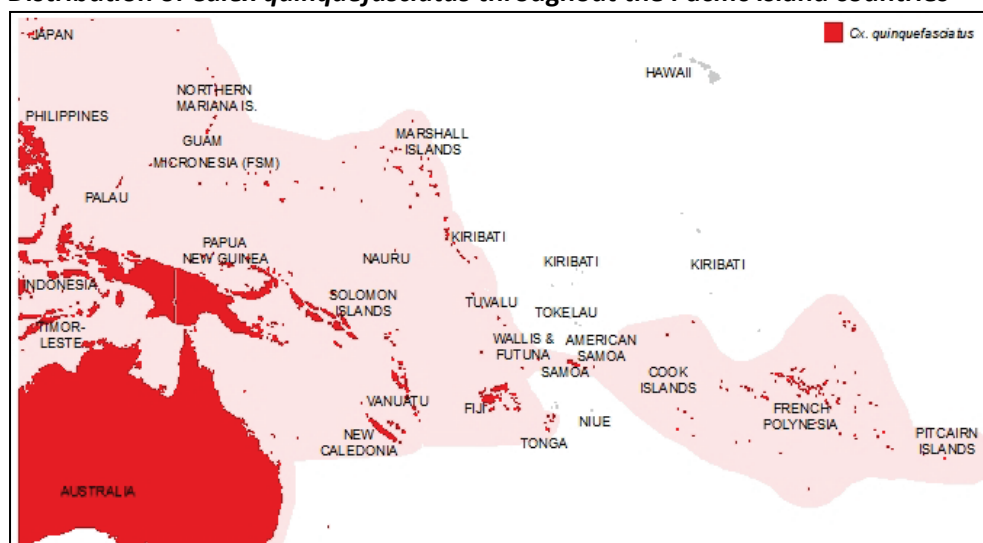 Distribution of Culex quinquefasciatus throughout the Pacific Island countries
Cx. quinquefasciatus
JAPAN
HAWAII
NORTHERN
MARIANA IS.
PHILIPPINES
GUAM
MARSHALL
ISLANDS
MICRONESIA (FSM)
PALAU
KIRIBATI
PAPUA
NEW GUINEA
NAURU
KIRIBATI
KIRIBATI
INDONESIA
SOLOMON
ISLANDS
TUVALU
TOKELAU
TIMOR-
LESTE
WALLIS &
FUTUNA
AMERICAN
SAMOA
SAMOA
COOK
ISLANDS
VANUATU
FIJI
NIUE
FRENCH
POLYNESIA
NEW
CALEDONIA
TONGA
PITCAIRN
ISLANDS
AUSTRALIA